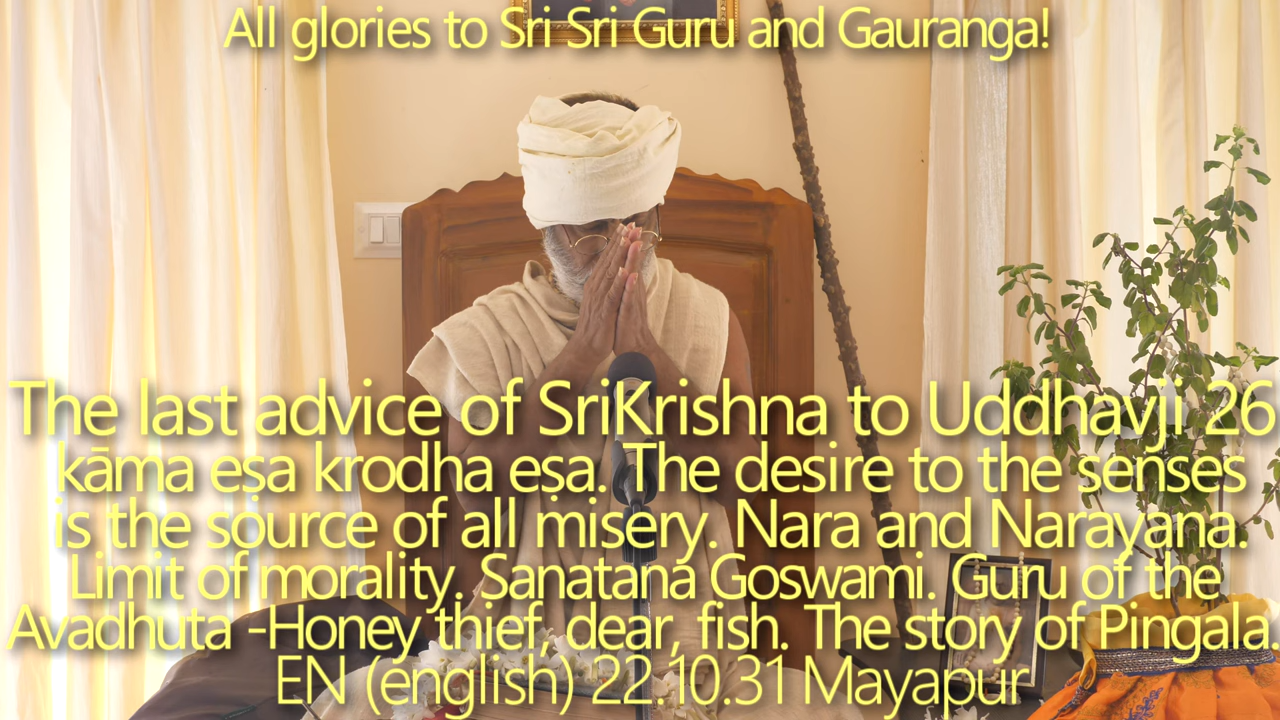 All glories to Sri Sri Guru and Gauranga!
The last advice of SriKrishna to Uddhavji 26
kāma eṣa krodha eṣa. The desire to the senses
is the source of all misery. Nara and Narayana.
Limit of morality. Sanatana Goswami. Guru of the
Avadhuta -Honey thief, dear, fish. The story of Pingala.
EN (english) 22.10.31 Mayapur